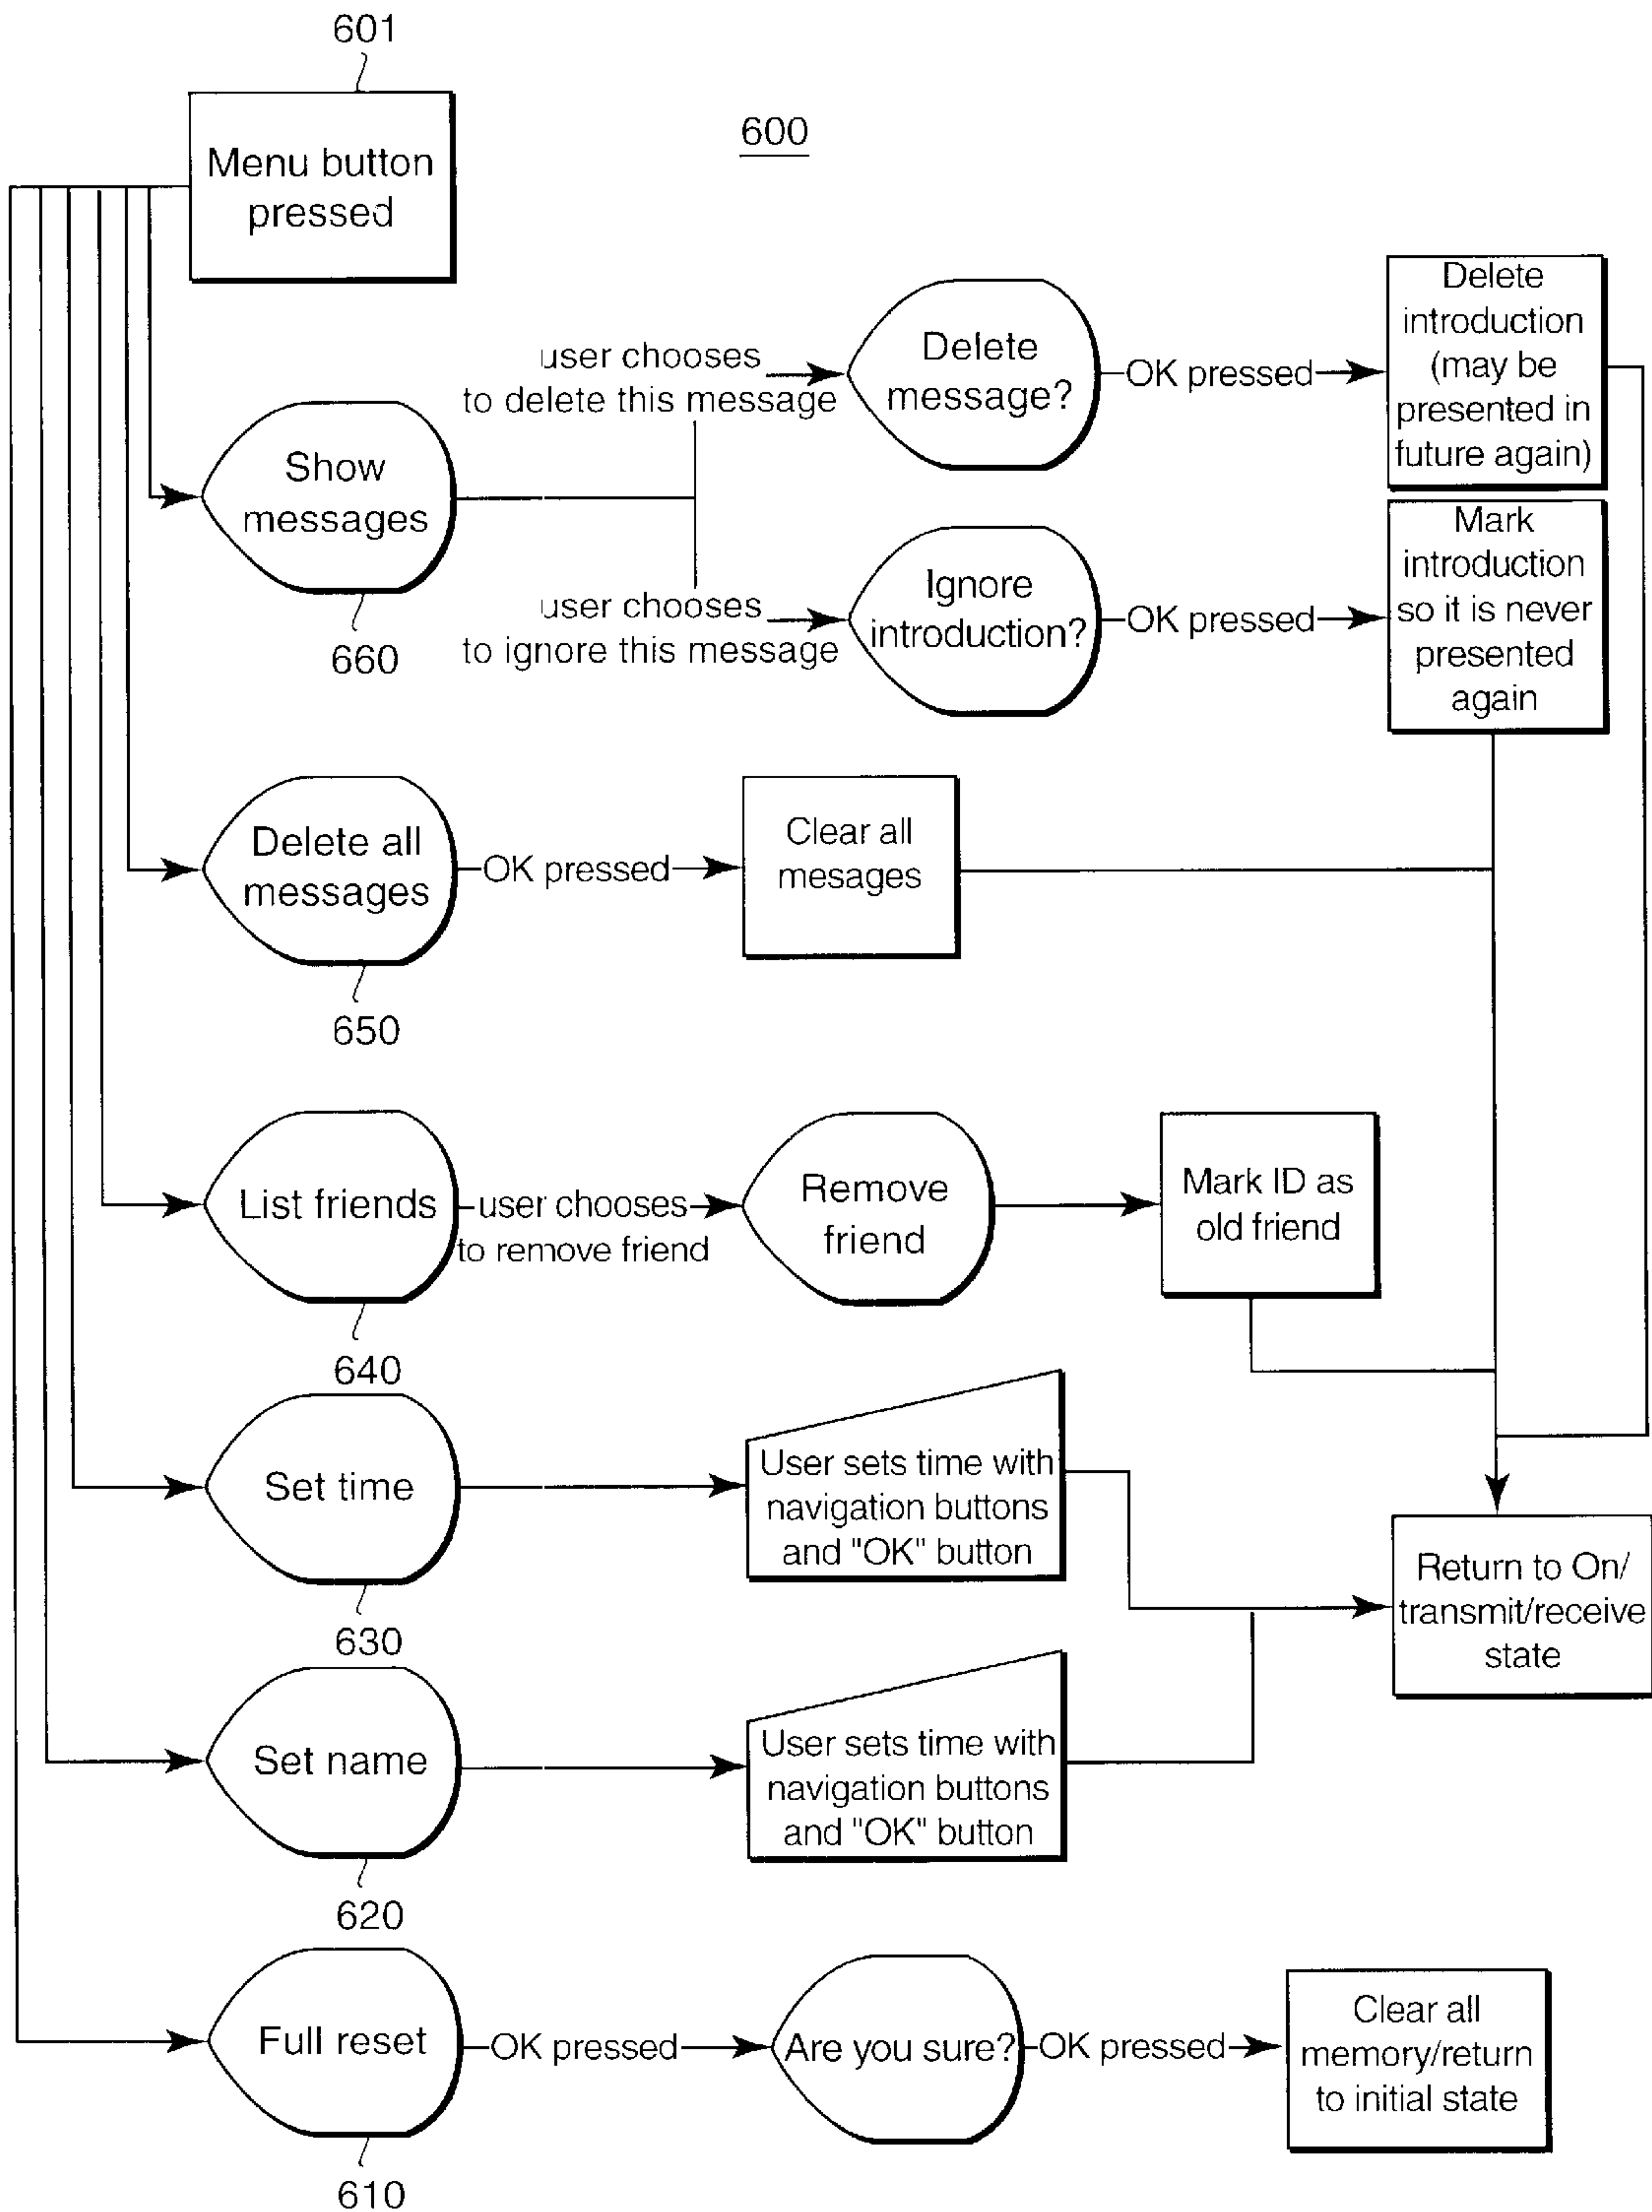 601
Menu button
pressed
600
user chooses
to delete this message
Delete
message?
OK pressed
Delete
introduction
(may be
presented in
future again)
Show
messages
660
user chooses
to ignore this message
Ignore
introduction?
OK pressed
Mark
introduction
so it is never
presented
again
Delete all
messages
650
OK pressed
Clear all
mesages
List friends
640
user chooses
to remove friend
Remove
friend
Mark ID as
old friend
Set time
630
User sets time with
navigation buttons
and "OK" button
Return to On/
transmit/receive
state
Set name
620
User sets time with
navigation buttons
and "OK" button
Full reset
610
OK pressed
Are you sure?
OK pressed
Clear all
memory/return
to initial state